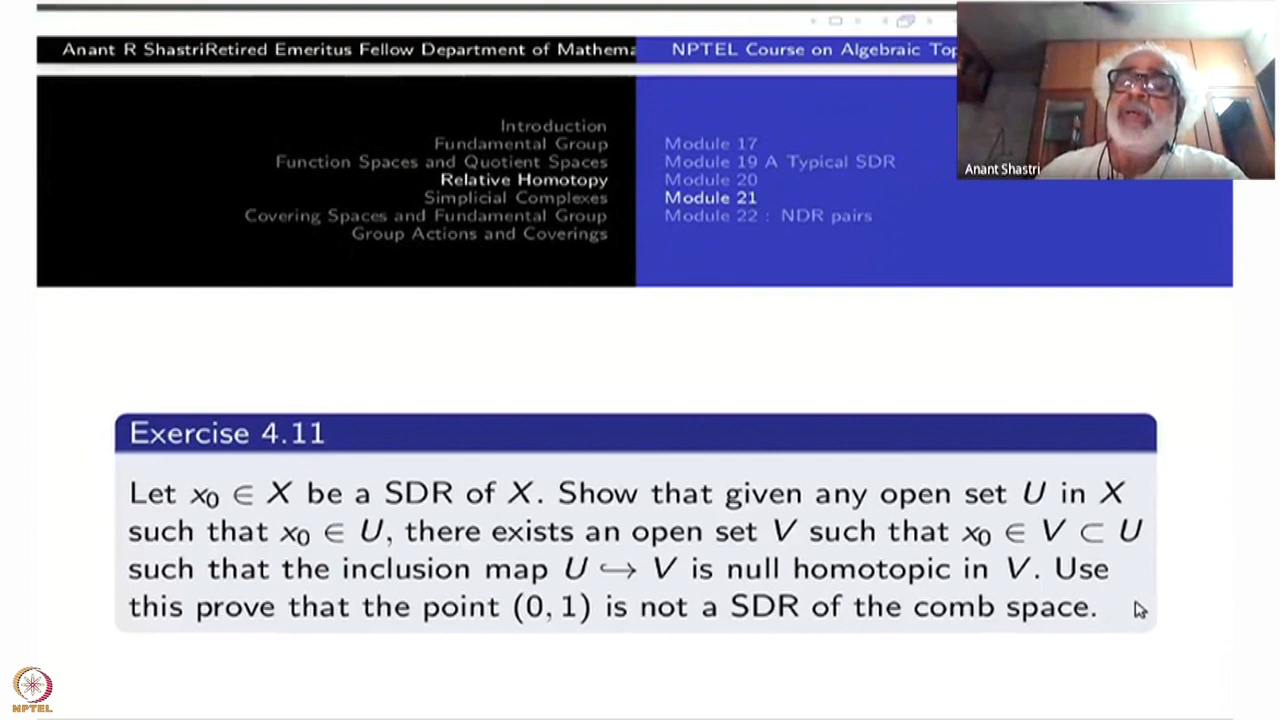 Anant R ShastriRetired Emeritus Fellow Department of Mathema
NPTEL Course on Algebraic Top
Introduction
Fundamental Group
Function Spaces and Quotient Spaces
Relative Homotopy
Simplicial Complexes
Covering Spaces and Fundamental Group
Group Actions and Coverings
Module 17
Module 19 A Typical SDR
Module 20
Module 21
Module 22 : NDR pairs
Anant Shastri
Exercise 4.11
Let x₀ ∈ X be a SDR of X. Show that given any open set U in X
such that x₀ ∈ U, there exists an open set V such that x₀ ∈ V ⊂ U
such that the inclusion map U ↪ V is null homotopic in V. Use
this prove that the point (0, 1) is not a SDR of the comb space.
NPTEL